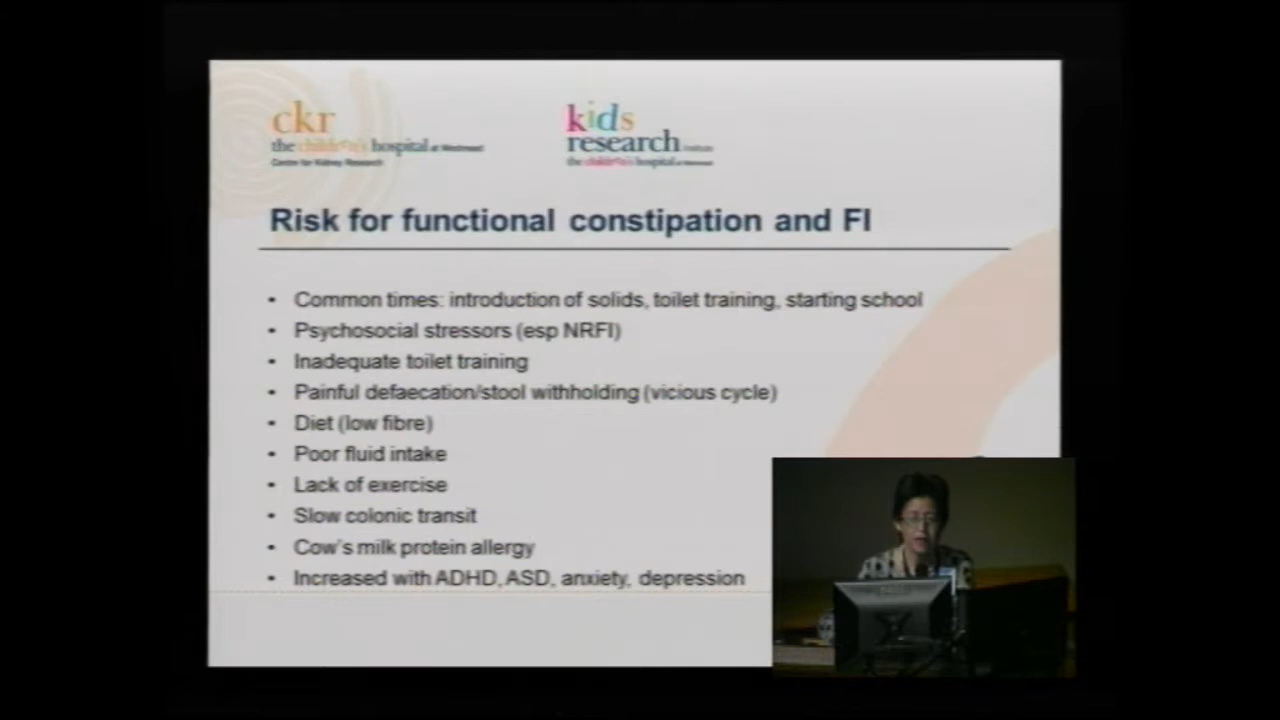 ckr
kids
the children's hospital at Westmead
research
Centre for Kidney Research
the children's hospital at Westmead
Risk for functional constipation and FI
• Common times: introduction of solids, toilet training, starting school
• Psychosocial stressors (esp NRFI)
• Inadequate toilet training
• Painful defaecation/stool withholding (vicious cycle)
• Diet (low fibre)
• Poor fluid intake
• Lack of exercise
• Slow colonic transit
• Cow's milk protein allergy
• Increased with ADHD, ASD, anxiety, depression